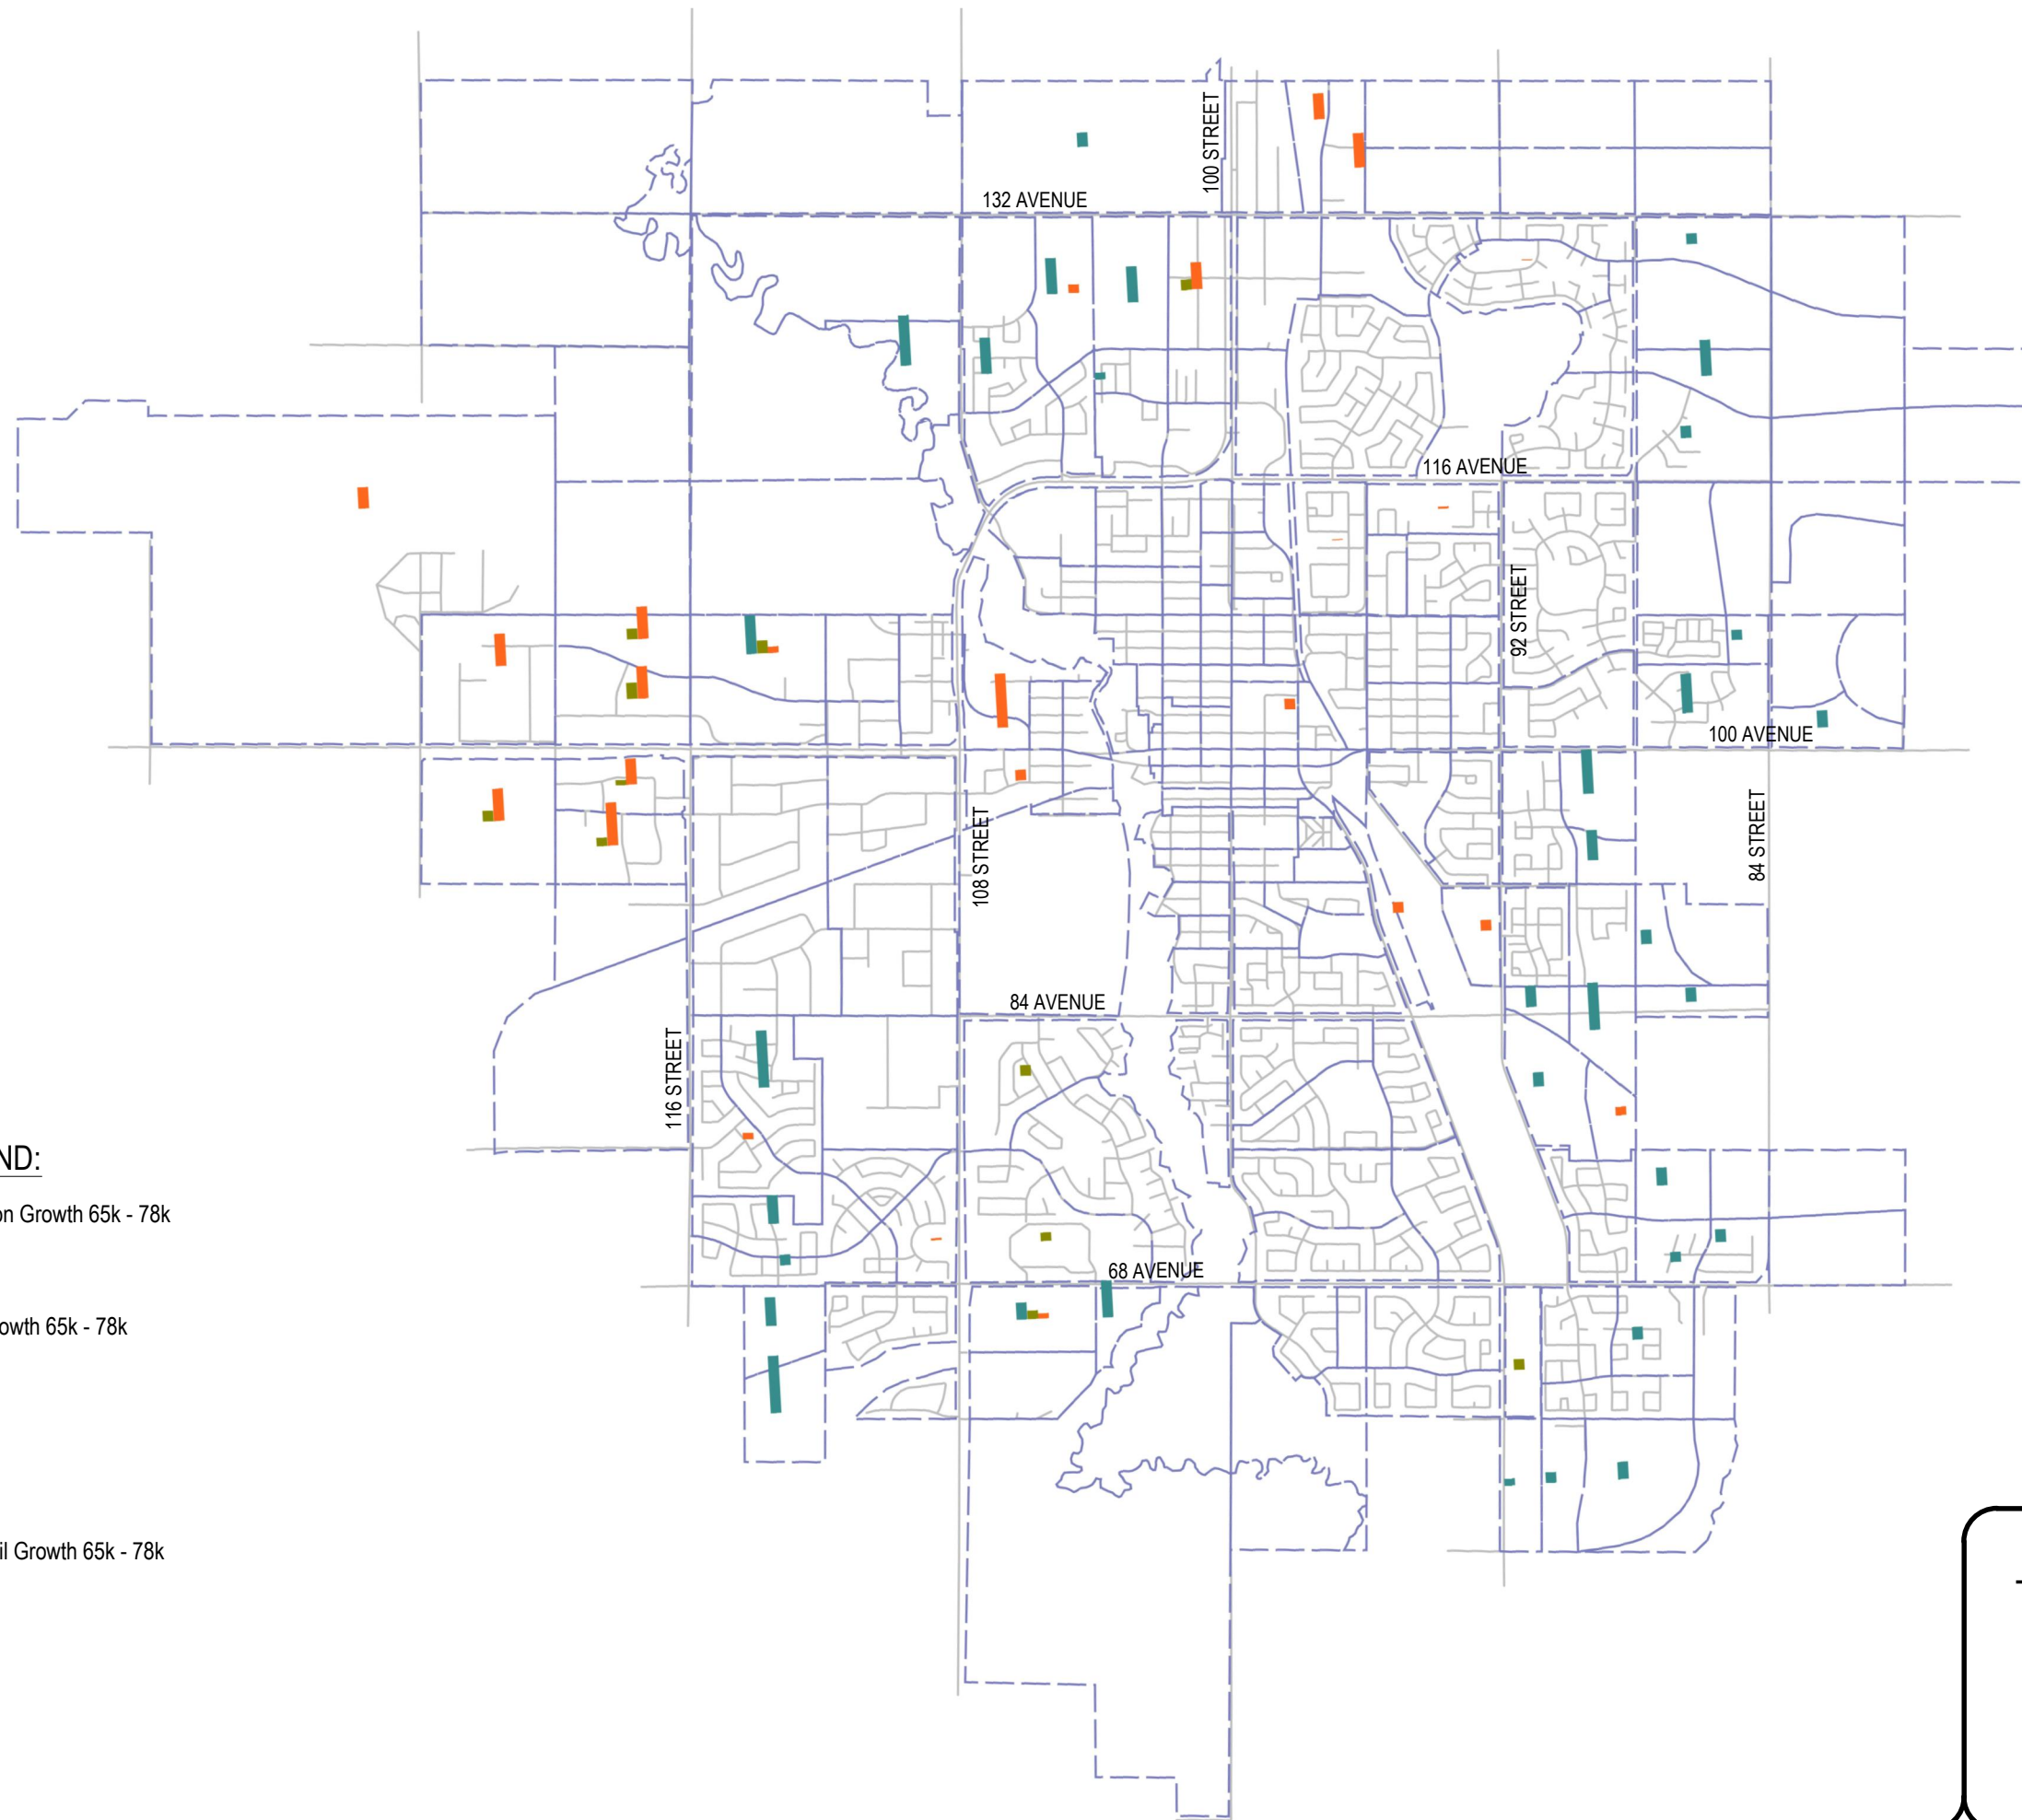 100 STREET
132 AVENUE
116 AVENUE
92 STREET
100 AVENUE
108 STREET
84 STREET
84 AVENUE
116 STREET
68 AVENUE
ND:
on Growth 65k - 78k
owth 65k - 78k
il Growth 65k - 78k